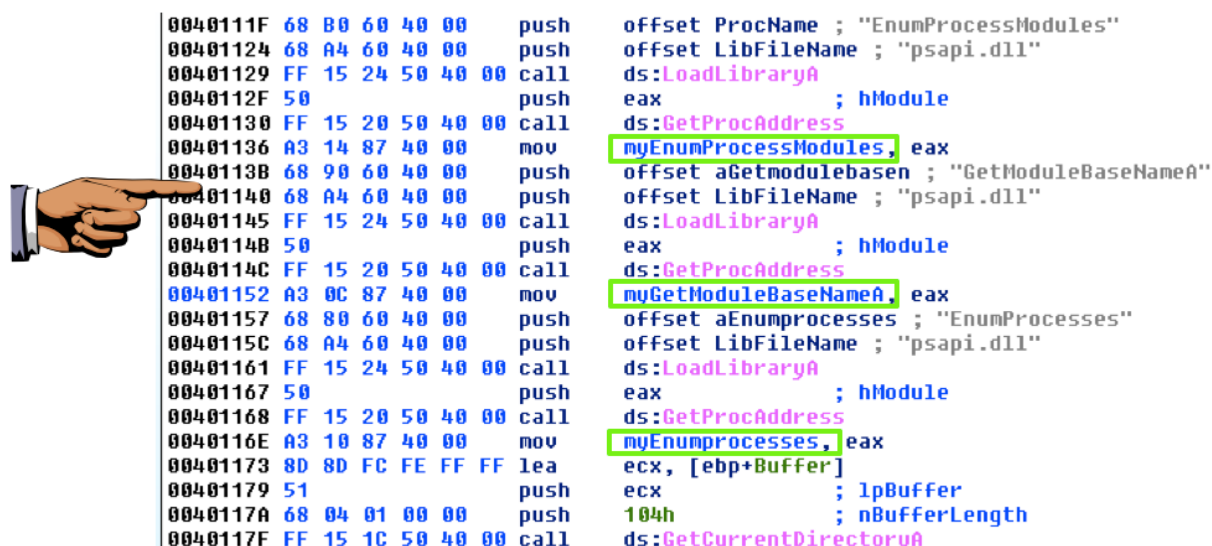 0040111F 68 B0 60 40 00 push offset ProcName ; "EnumProcessModules"
00401124 68 A4 60 40 00 push offset LibFileName ; "psapi.dll"
00401129 FF 15 24 50 40 00 call ds:LoadLibraryA
0040112F 50 push eax ; hModule
00401130 FF 15 20 50 40 00 call ds:GetProcAddress
00401136 A3 14 87 40 00 mov myEnumProcessModules, eax
0040113B 68 90 60 40 00 push offset aGetmodulebasen ; "GetModuleBaseNameA"
00401140 68 A4 60 40 00 push offset LibFileName ; "psapi.dll"
00401145 FF 15 24 50 40 00 call ds:LoadLibraryA
0040114B 50 push eax ; hModule
0040114C FF 15 20 50 40 00 call ds:GetProcAddress
00401152 A3 0C 87 40 00 mov myGetModuleBaseNameA, eax
00401157 68 80 60 40 00 push offset aEnumprocesses ; "EnumProcesses"
0040115C 68 A4 60 40 00 push offset LibFileName ; "psapi.dll"
00401161 FF 15 24 50 40 00 call ds:LoadLibraryA
00401167 50 push eax ; hModule
00401168 FF 15 20 50 40 00 call ds:GetProcAddress
0040116E A3 10 87 40 00 mov myEnumprocesses, eax
00401173 8D 8D FC FE FF FF lea ecx, [ebp+Buffer]
00401179 51 push ecx ; lpBuffer
0040117A 68 04 01 00 00 push 104h ; nBufferLength
0040117F FF 15 1C 50 40 00 call ds:GetCurrentDirectoryA